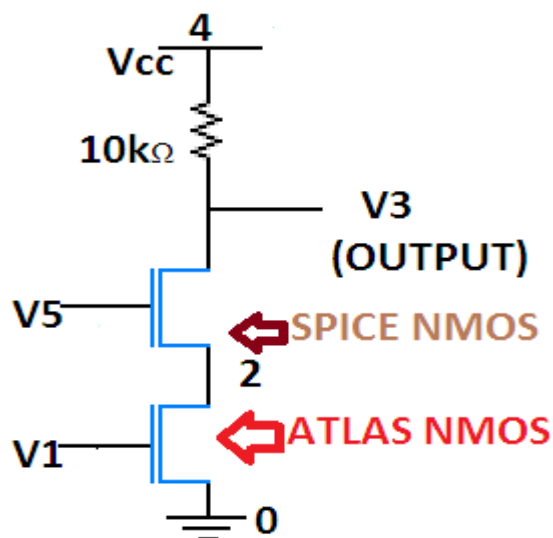 4
Vcc
10kΩ
V3
(OUTPUT)
V5
SPICE NMOS
2
ATLAS NMOS
V1
0